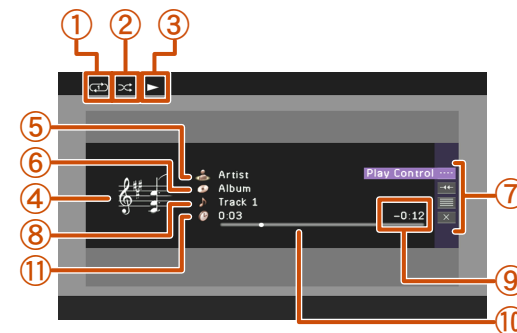 ① ② ③
⑤ Artist Play Control
⑥ Album
④ ⑦
⑧ Track 1
⑪ 0:03 -0:12
⑨
⑩